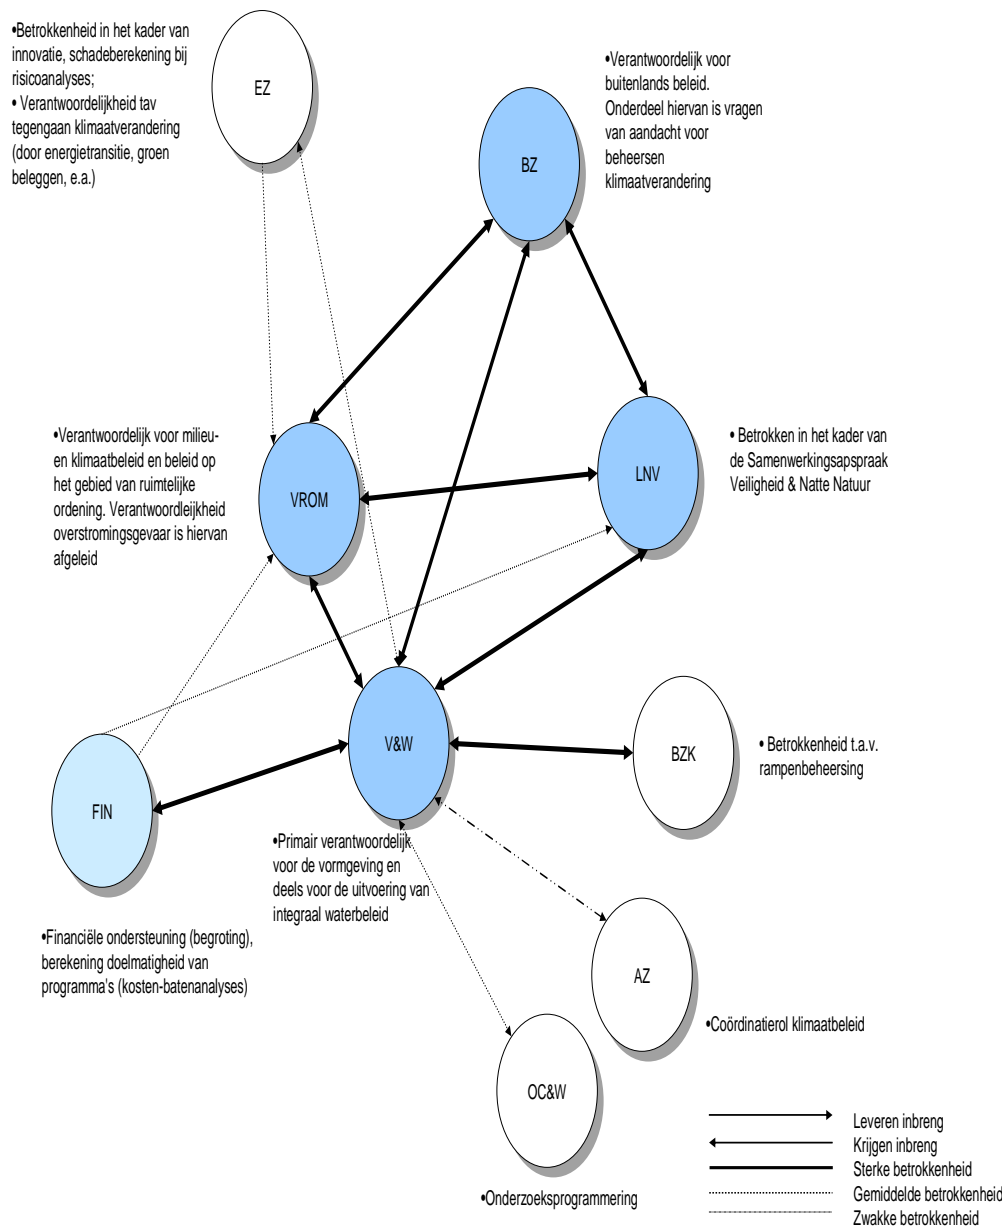 •Betrokkenheid in het kader van
innovatie, schadeberekening bij
risicoanalyses;
• Verantwoordelijkheid tav
tegengaan klimaatverandering
(door energietransitie, groen
beleggen, e.a.)
EZ
BZ
•Verantwoordelijk voor
buitenlands beleid.
Onderdeel hiervan is vragen
van aandacht voor
beheersen
klimaatverandering
•Verantwoordelijk voor milieu-
en klimaatbeleid en beleid op
het gebied van ruimtelijke
ordening. Verantwoordleijkheid
overstromingsgevaar is hiervan
afgeleid
VROM
LNV
• Betrokken in het kader van
de Samenwerkingsapspraak
Veiligheid & Natte Natuur
V&W
BZK
• Betrokkenheid t.a.v.
rampenbeheersing
FIN
•Primair verantwoordelijk
voor de vormgeving en
deels voor de uitvoering van
integraal waterbeleid
•Financiële ondersteuning (begroting),
berekening doelmatigheid van
programma's (kosten-batenanalyses)
AZ
•Coördinatierol klimaatbeleid
OC&W
•Onderzoeksprogrammering
Leveren inbreng
Krijgen inbreng
Sterke betrokkenheid
Gemiddelde betrokkenheid
Zwakke betrokkenheid